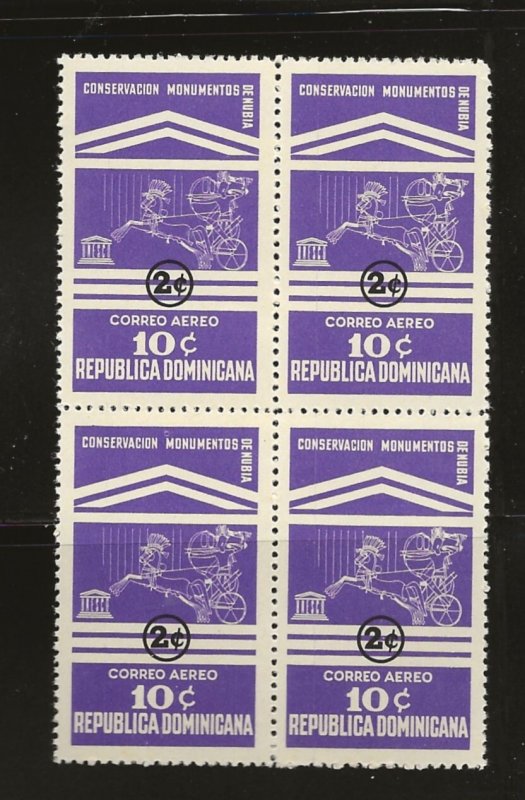 CONSERVACION MONUMENTOS
DE NUBIA
2¢
CORREO AEREO
10¢
REPUBLICA DOMINICANA
CONSERVACION MONUMENTOS
DE NUBIA
2¢
CORREO AEREO
10¢
REPUBLICA DOMINICANA
CONSERVACION MONUMENTOS
DE NUBIA
2¢
CORREO AEREO
10¢
REPUBLICA DOMINICANA
CONSERVACION MONUMENTOS
DE NUBIA
2¢
CORREO AEREO
10¢
REPUBLICA DOMINICANA